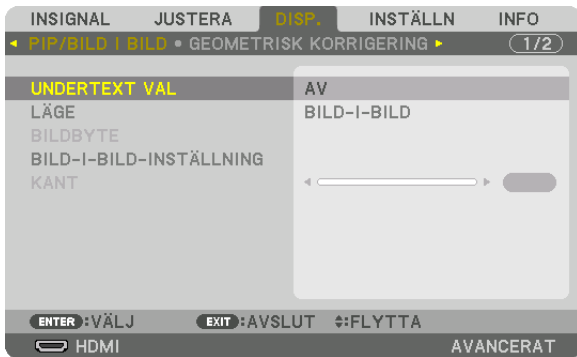 INSIGNAL JUSTERA DISP. INSTÄLLN INFO
PIP/BILD I BILD • GEOMETRISK KORRIGERING 1/2
UNDERTEXT VAL AV
LÄGE BILD-I-BILD
BILDBYTE
BILD-I-BILD-INSTÄLLNING
KANT
ENTER :VÄLJ EXIT :AVSLUT :FLYTTA
HDMI AVANCERAT